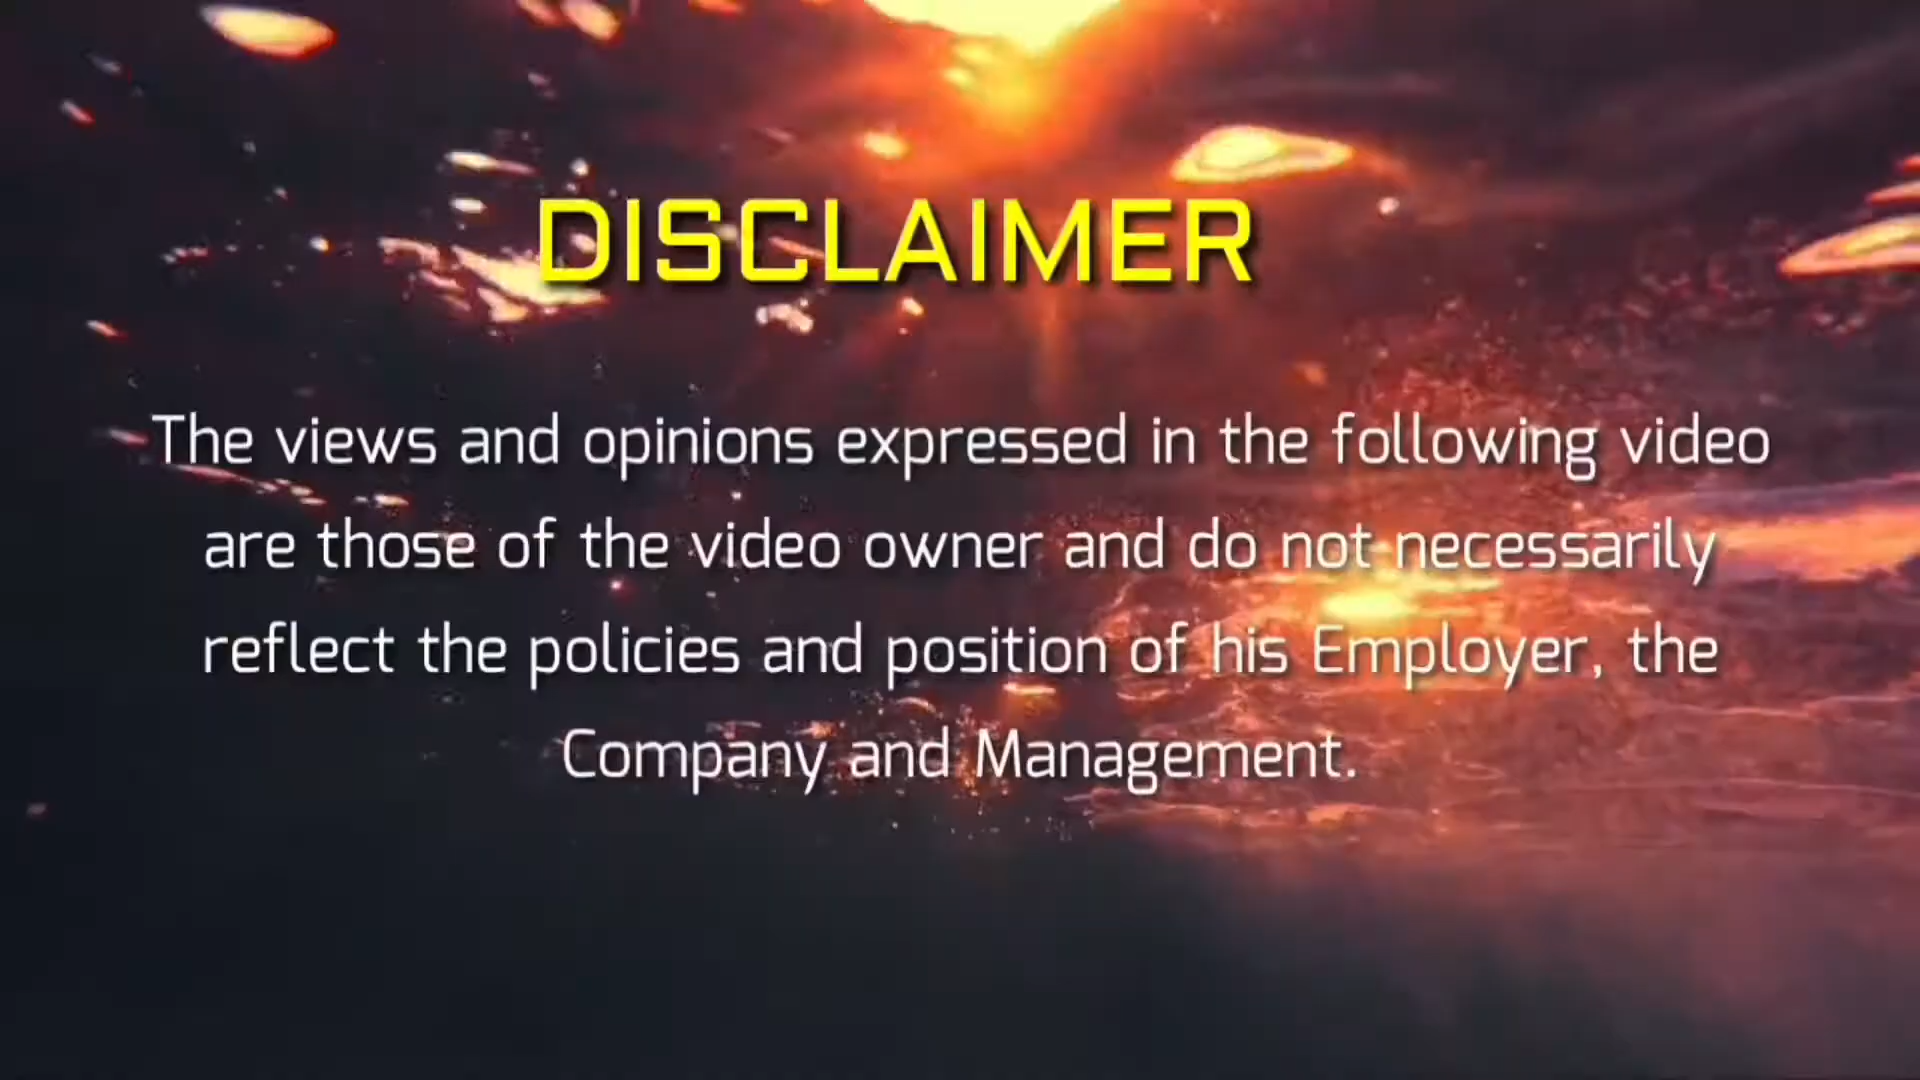 DISCLAIMER
The views and opinions expressed in the following video
are those of the video owner and do not necessarily
reflect the policies and position of his Employer, the
Company and Management.